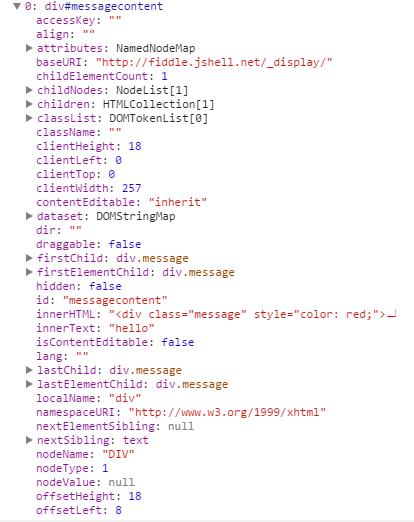 ▼ 0: div#messagecontent
accessKey: ""
align: ""
▶ attributes: NamedNodeMap
baseURI: "http://fiddle.jshell.net/_display/"
childElementCount: 1
▶ childNodes: NodeList[1]
▶ children: HTMLCollection[1]
▶ classList: DOMTokenList[0]
className: ""
clientHeight: 18
clientLeft: 0
clientTop: 0
clientWidth: 257
contentEditable: "inherit"
▶ dataset: DOMStringMap
dir: ""
draggable: false
▶ firstChild: div.message
▶ firstElementChild: div.message
hidden: false
id: "messagecontent"
innerHTML: "<div class="message" style="color: red;">↵
innerText: "hello"
isContentEditable: false
lang: ""
▶ lastChild: div.message
▶ lastElementChild: div.message
localName: "div"
namespaceURI: "http://www.w3.org/1999/xhtml"
nextElementSibling: null
▶ nextSibling: text
nodeName: "DIV"
nodeType: 1
nodeValue: null
offsetHeight: 18
offsetLeft: 8